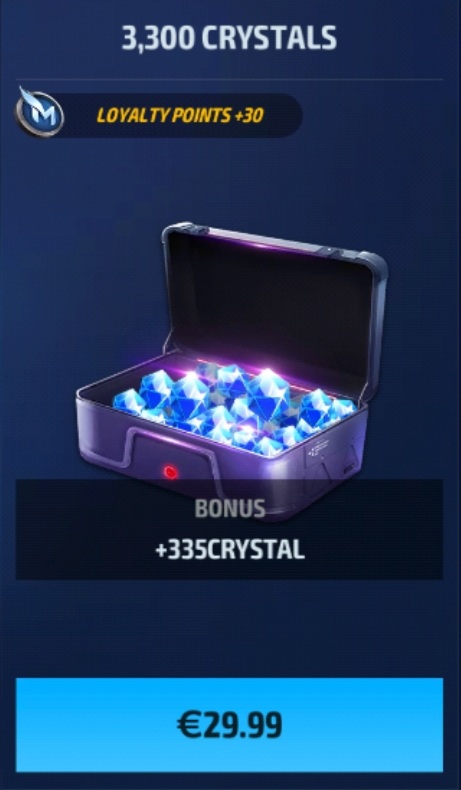 3,300 CRYSTALS
LOYALTY POINTS +30
BONUS
+335CRYSTAL
€29.99